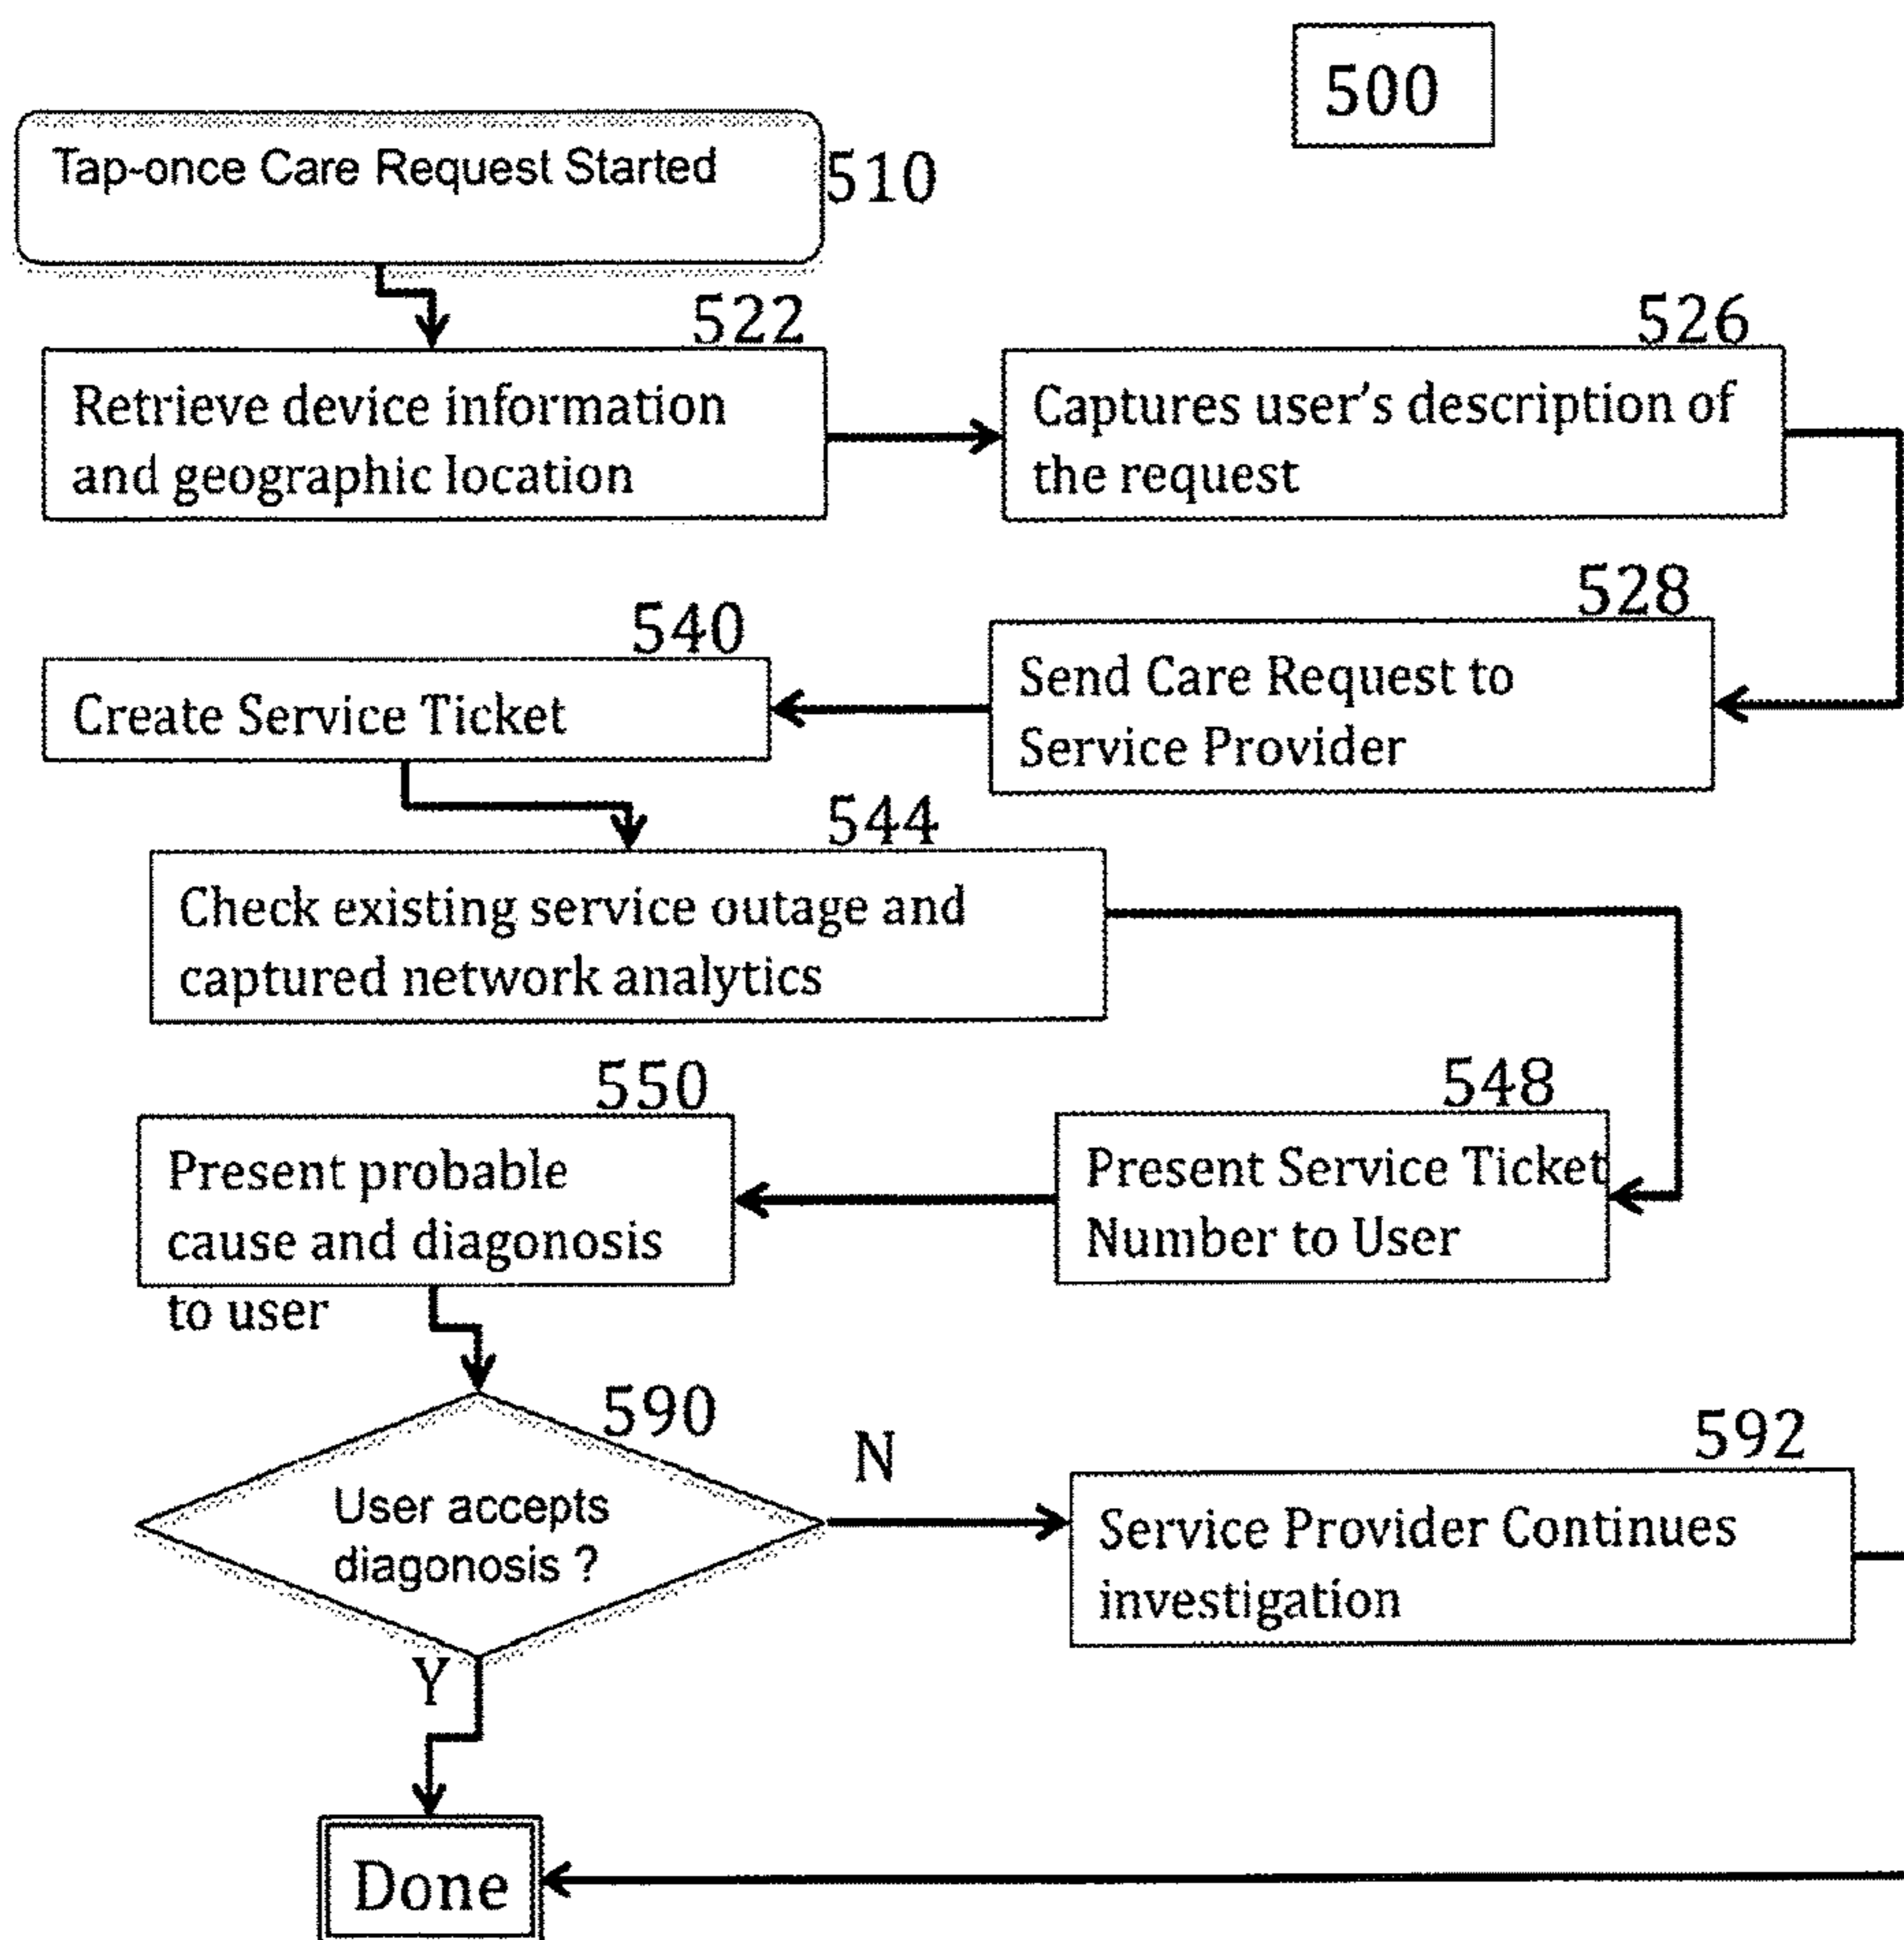 500
Tap-once Care Request Started
510
522
Retrieve device information
and geographic location
526
Captures user's description of
the request
528
Send Care Request to
Service Provider
540
Create Service Ticket
544
Check existing service outage and
captured network analytics
548
Present Service Ticket
Number to User
550
Present probable
cause and diagonosis
to user
590
User accepts
diagonosis ?
N
592
Service Provider Continues
investigation
Y
Done